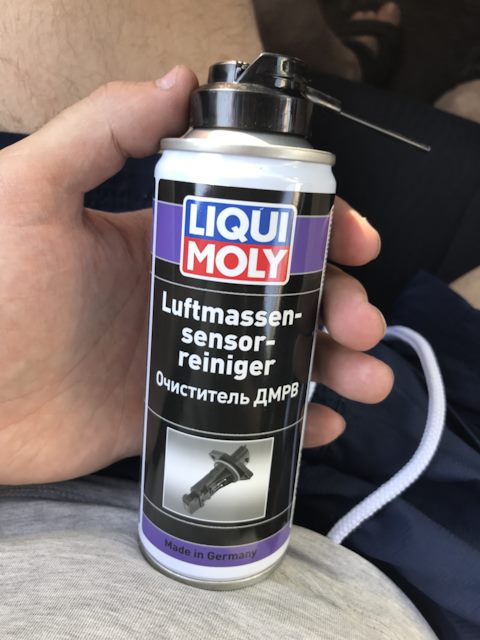 LIQUI
MOLY
Luftmassen-
sensor-
reiniger
Очиститель ДМРВ
Made in Germany